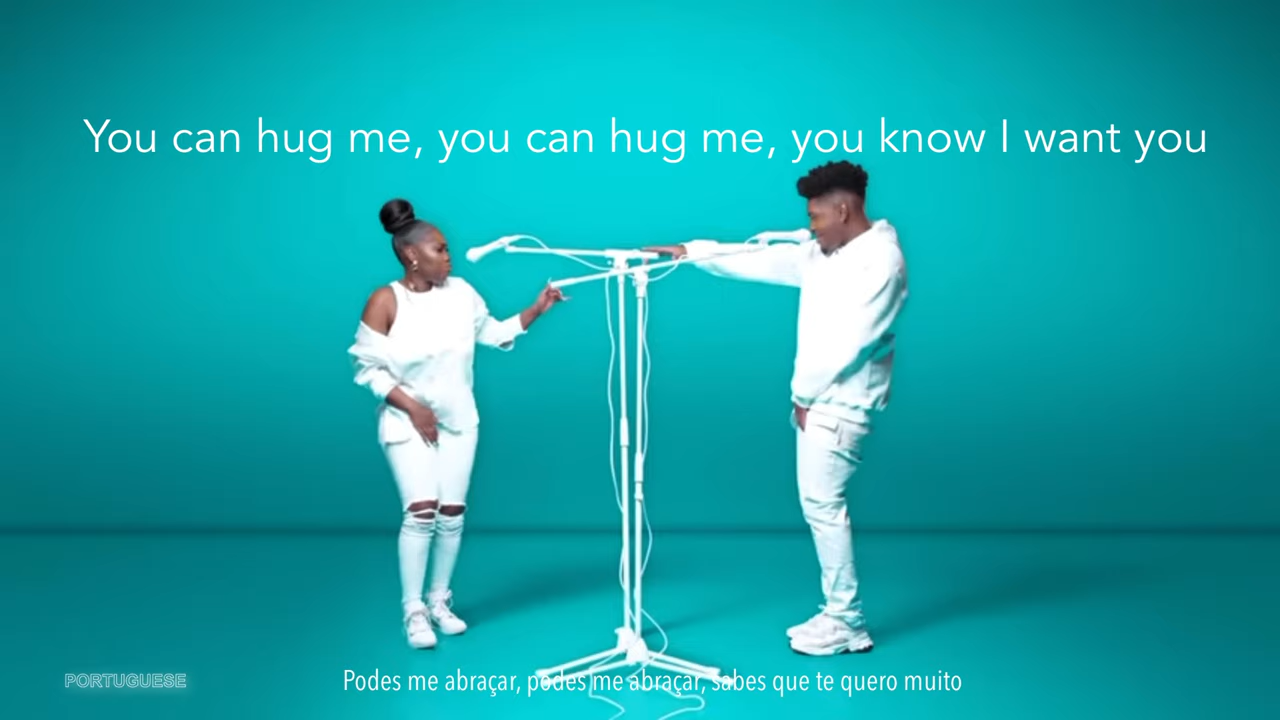 You can hug me, you can hug me, you know I want you
PORTUGUESE
Podes me abraçar, podes me abraçar, sabes que te quero muito